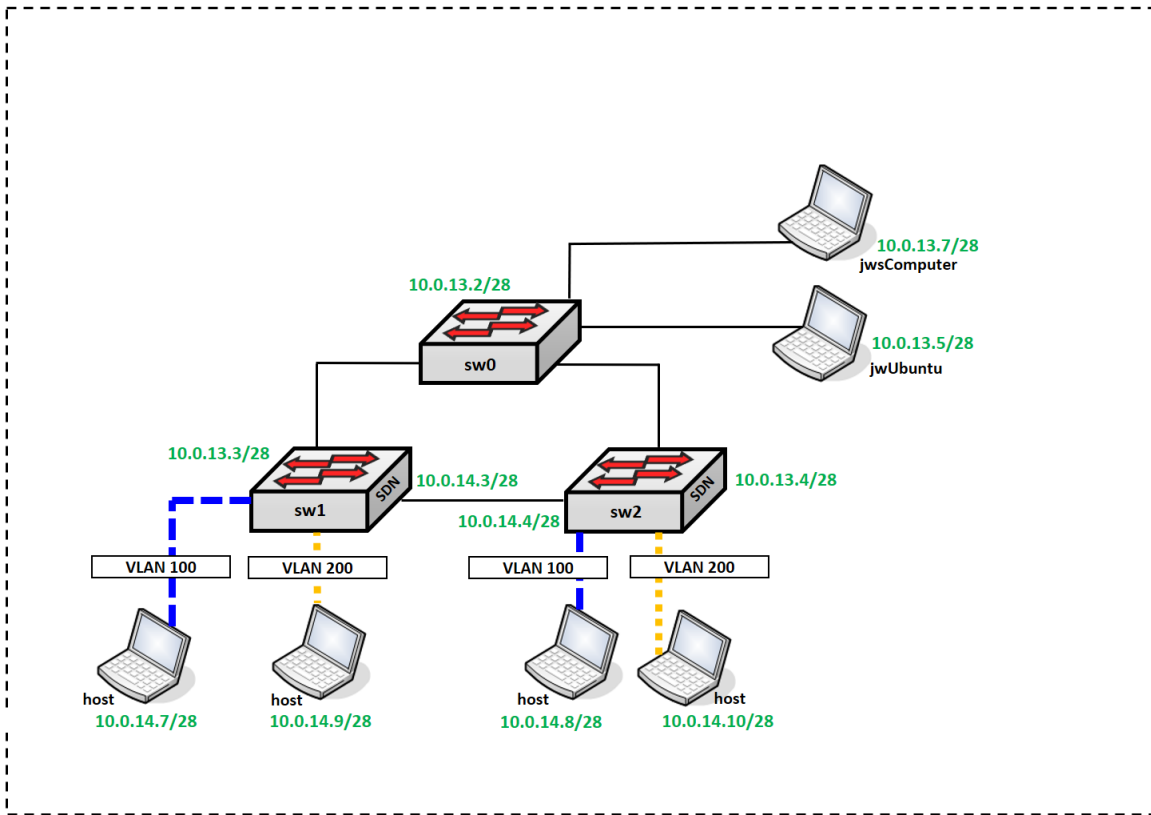 10.0.13.7/28
jwsComputer
10.0.13.2/28
10.0.13.5/28
jwUbuntu
sw0
10.0.13.3/28
SDN
10.0.14.3/28
sw1
10.0.13.4/28
SDN
sw2
10.0.14.4/28
VLAN 100
VLAN 200
VLAN 100
VLAN 200
host
10.0.14.7/28
host
10.0.14.9/28
host
10.0.14.8/28
host
10.0.14.10/28